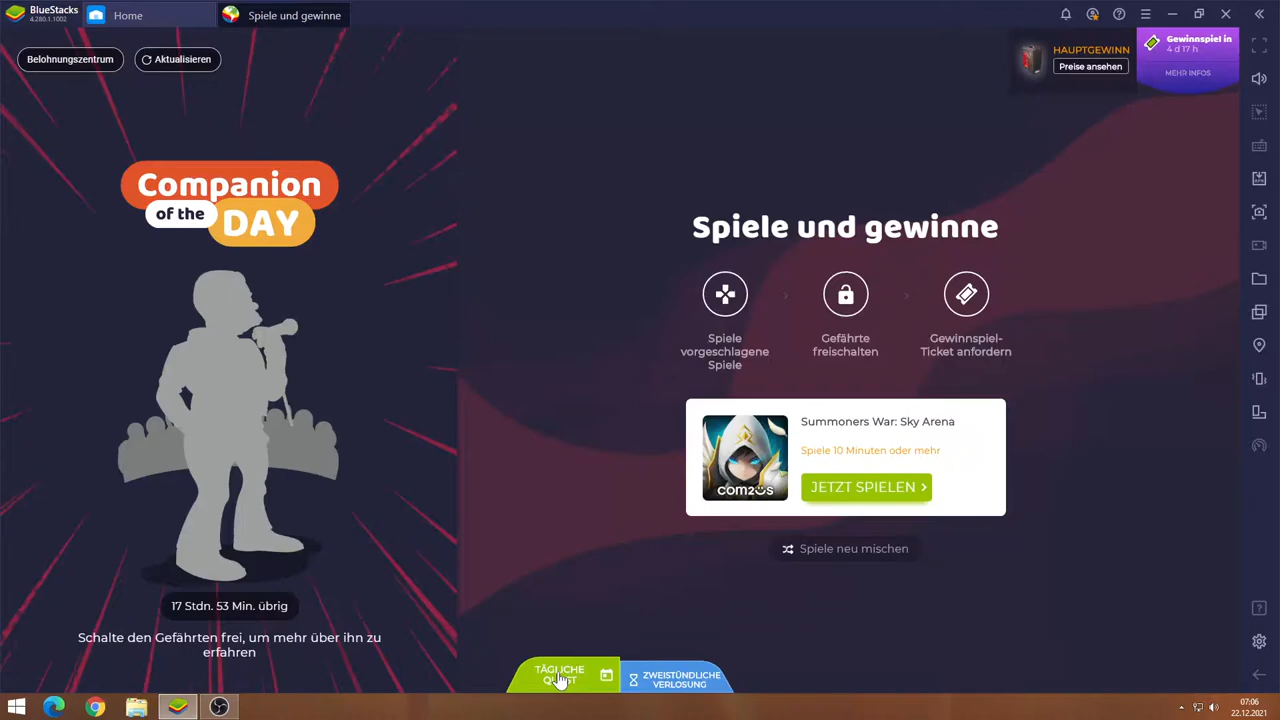 BlueStacks
4.280.1.1002
Home
Spiele und gewinne
Belohnungszentrum
Aktualisieren
HAUPTGEWINN
Preise ansehen
Gewinnspiel in
4 d 17 h
MEHR INFOS
Companion
of the
DAY
17 Stdn. 53 Min. übrig
Schalte den Gefährten frei, um mehr über ihn zu
erfahren
Spiele und gewinne
Spiele
vorgeschlagene
Spiele
Gefährte
freischalten
Gewinnspiel-
Ticket anfordern
com2us
Summoners War: Sky Arena
Spiele 10 Minuten oder mehr
JETZT SPIELEN
Spiele neu mischen
TÄGLICHE
QUEST
ZWEISTÜNDLICHE
VERLOSUNG
07:06
22.12.2021